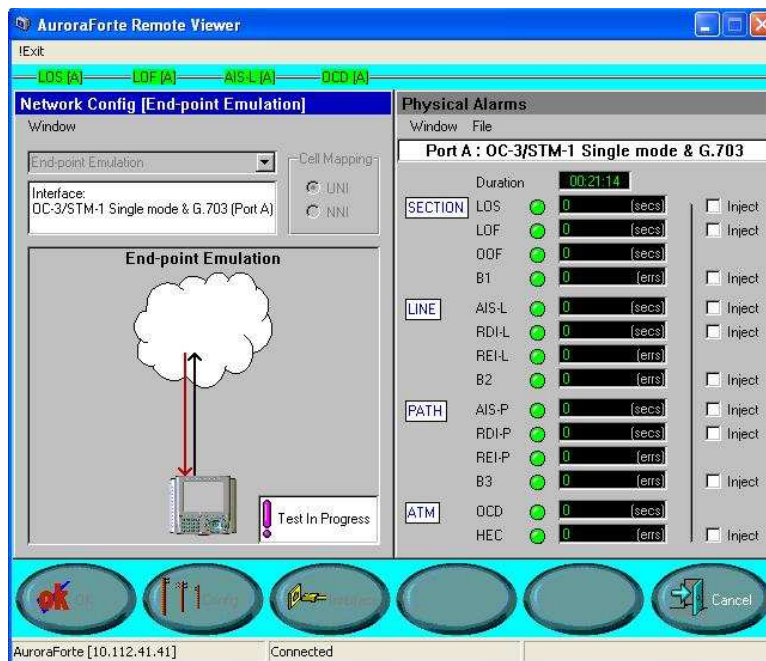 AuroraForte Remote Viewer
!Exit
LOS [A] LOF [A] AIS-L [A] OCD [A]
Network Config [End-point Emulation]
Window
End-point Emulation
Cell Mapping
UNI
NNI
Interface:
OC-3/STM-1 Single mode & G.703 (Port A)
End-point Emulation
Test In Progress
Physical Alarms
Window File
Port A : OC-3/STM-1 Single mode & G.703
Duration 00:21:14
SECTION LOS 0 (secs) Inject
LOF 0 (secs) Inject
OOF 0 (secs)
B1 0 (errs) Inject
LINE AIS-L 0 (secs) Inject
RDI-L 0 (secs) Inject
REI-L 0 (errs)
B2 0 (errs) Inject
PATH AIS-P 0 (secs) Inject
RDI-P 0 (secs) Inject
REI-P 0 (errs)
B3 0 (errs) Inject
ATM OCD 0 (secs)
HEC 0 (errs) Inject
ok OK Config Interface Cancel
AuroraForte [10.112.41.41] Connected